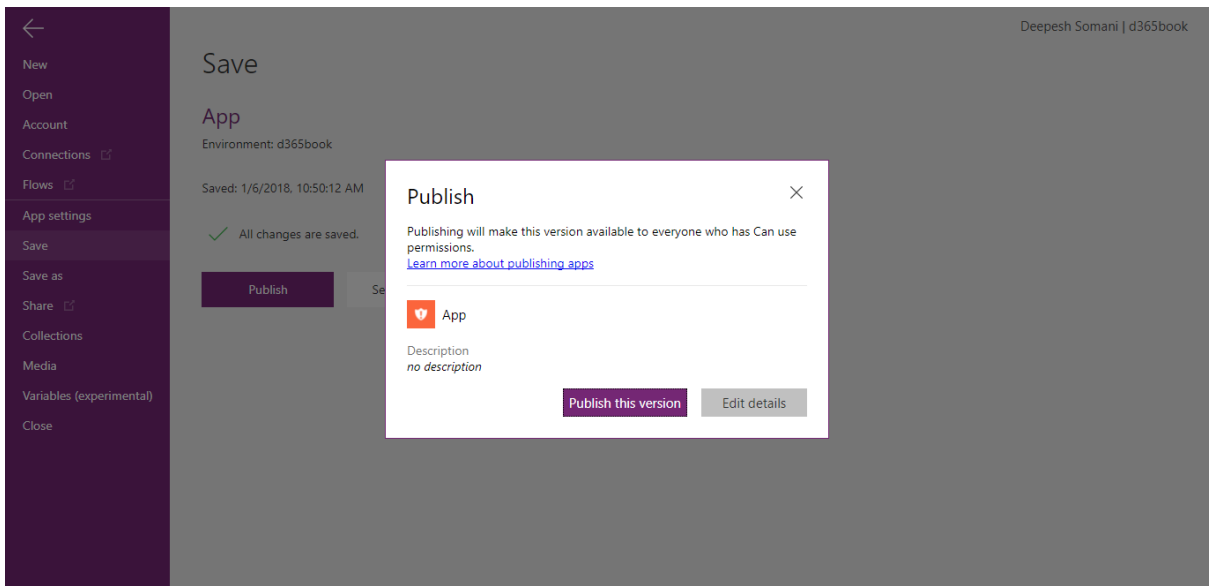 Deepesh Somani | d365book
New
Open
Account
Connections
Flows
App settings
Save
Save as
Share
Collections
Media
Variables (experimental)
Close
Save
App
Environment: d365book
Saved: 1/6/2018, 10:50:12 AM
All changes are saved.
Publish
Se
Publish
Publishing will make this version available to everyone who has Can use
permissions.
Learn more about publishing apps
App
Description
no description
Publish this version
Edit details